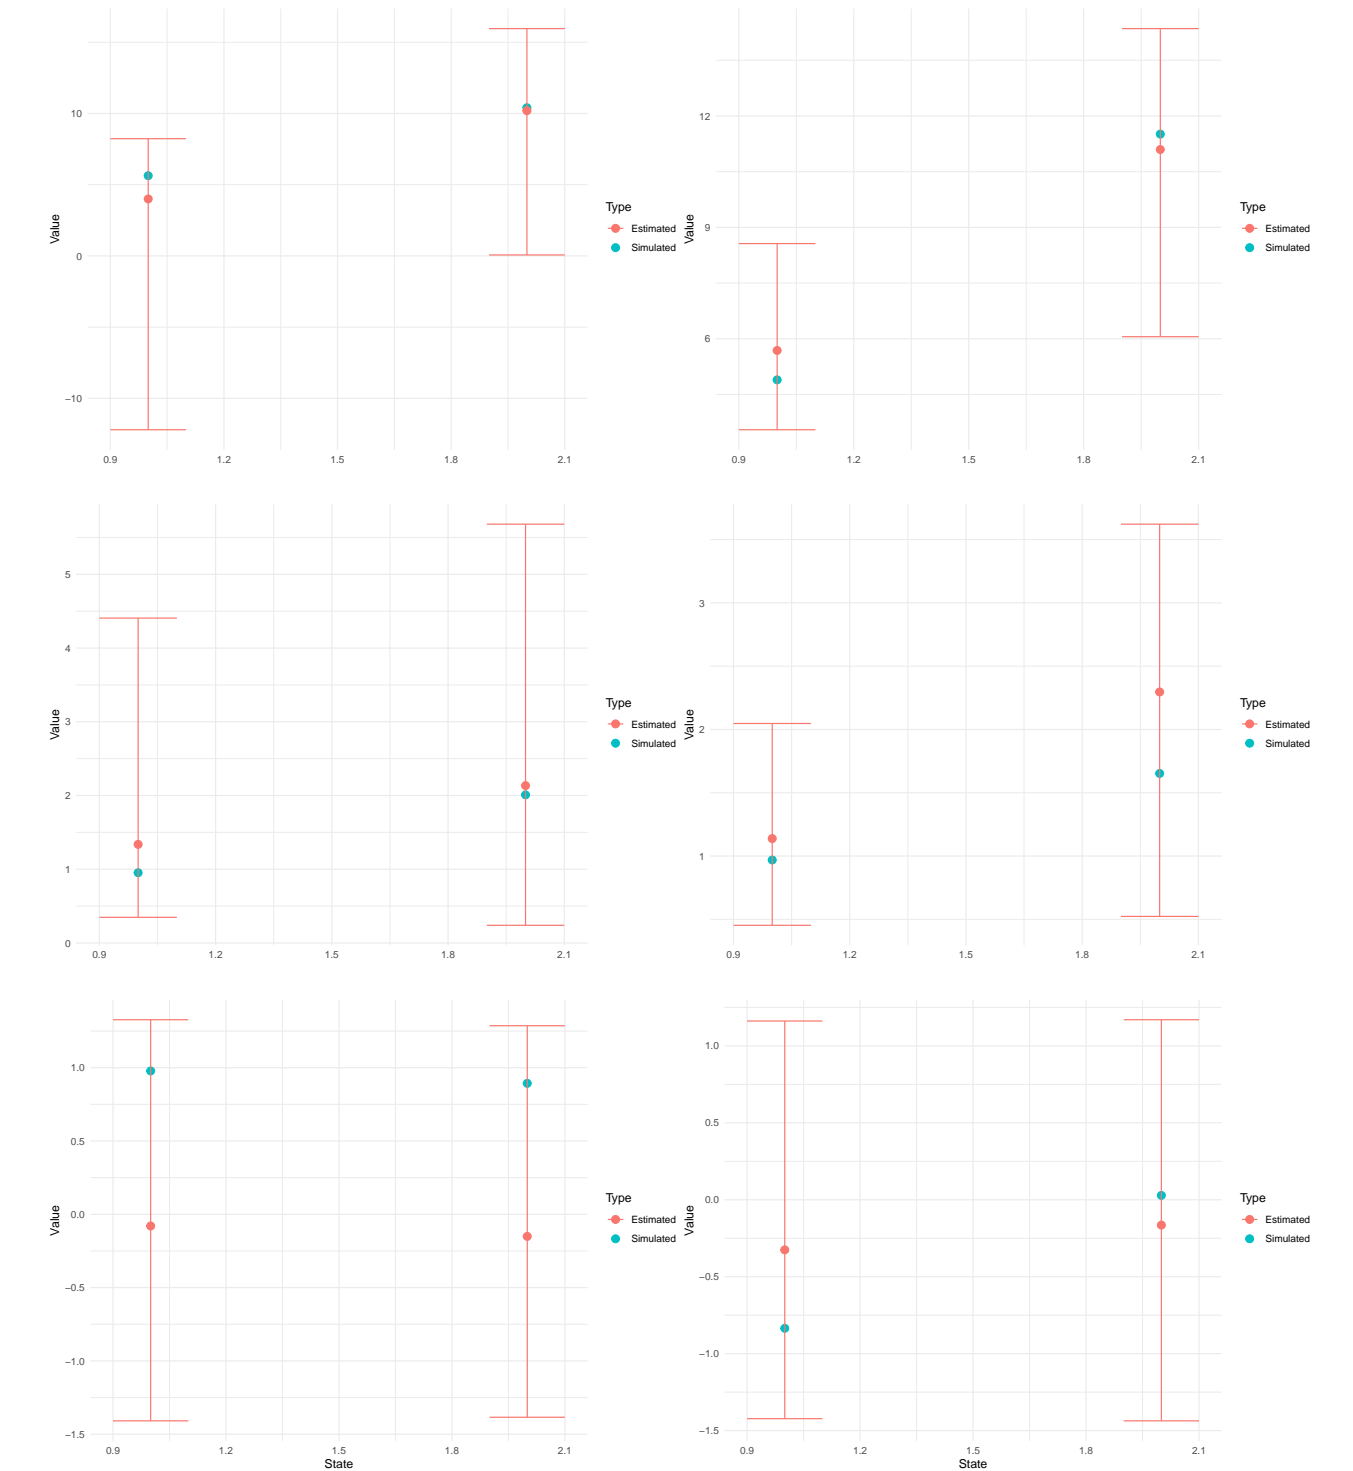 Value
10
0
−10
0.9 1.2 1.5 1.8 2.1
Type
Estimated
Simulated
Value
12
9
6
0.9 1.2 1.5 1.8 2.1
Type
Estimated
Simulated
Value
5
4
3
2
1
0
0.9 1.2 1.5 1.8 2.1
Type
Estimated
Simulated
Value
3
2
1
0.9 1.2 1.5 1.8 2.1
Type
Estimated
Simulated
Value
1.0
0.5
0.0
−0.5
−1.0
−1.5
0.9 1.2 1.5 1.8 2.1
State
Type
Estimated
Simulated
Value
1.0
0.5
0.0
−0.5
−1.0
−1.5
0.9 1.2 1.5 1.8 2.1
State
Type
Estimated
Simulated